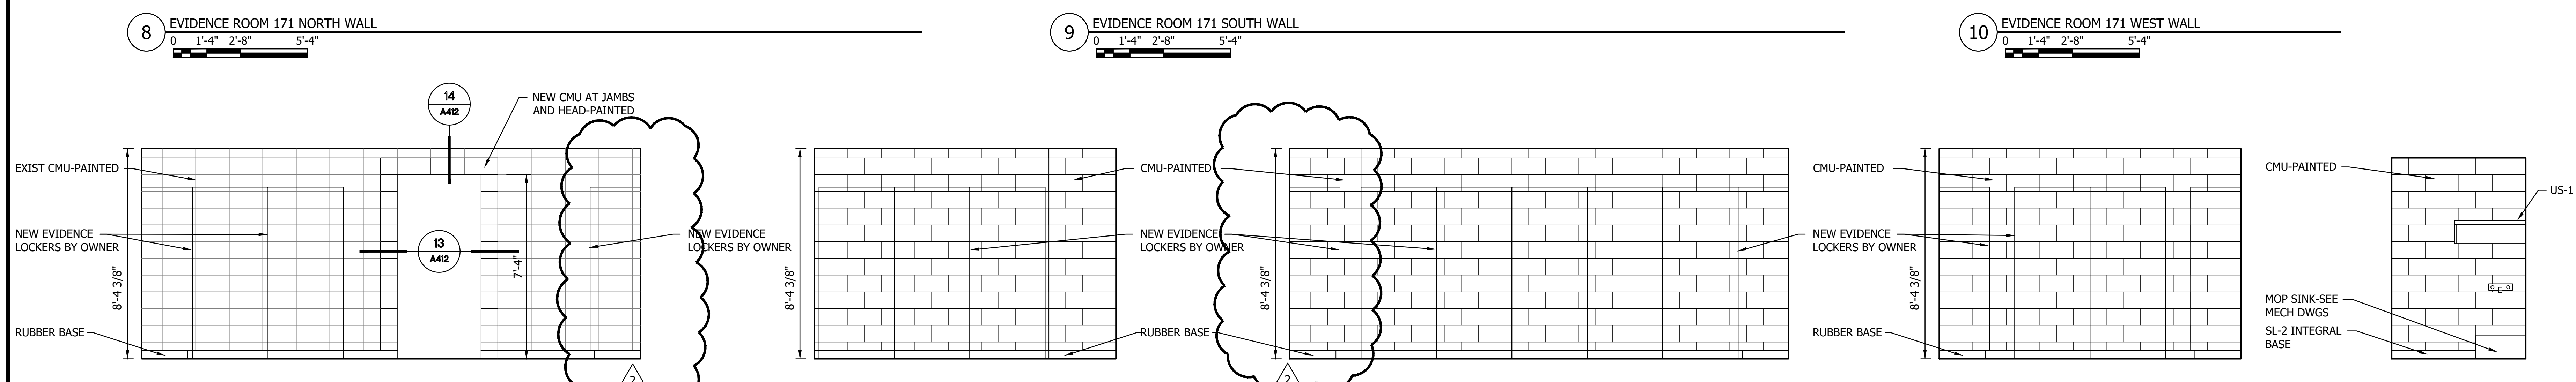 8
EVIDENCE ROOM 171 NORTH WALL
0 1'-4" 2'-8" 5'-4"
9
EVIDENCE ROOM 171 SOUTH WALL
0 1'-4" 2'-8" 5'-4"
10
EVIDENCE ROOM 171 WEST WALL
0 1'-4" 2'-8" 5'-4"
14
A412
NEW CMU AT JAMBS
AND HEAD-PAINTED
EXIST CMU-PAINTED
NEW EVIDENCE
LOCKERS BY OWNER
RUBBER BASE
8'-4 3/8"
13
A412
7'-4"
NEW EVIDENCE
LOCKERS BY OWNER
2
8'-4 3/8"
CMU-PAINTED
NEW EVIDENCE
LOCKERS BY OWNER
RUBBER BASE
8'-4 3/8"
2
CMU-PAINTED
NEW EVIDENCE
LOCKERS BY OWNER
RUBBER BASE
8'-4 3/8"
CMU-PAINTED
US-1
MOP SINK-SEE
MECH DWGS
SL-2 INTEGRAL
BASE